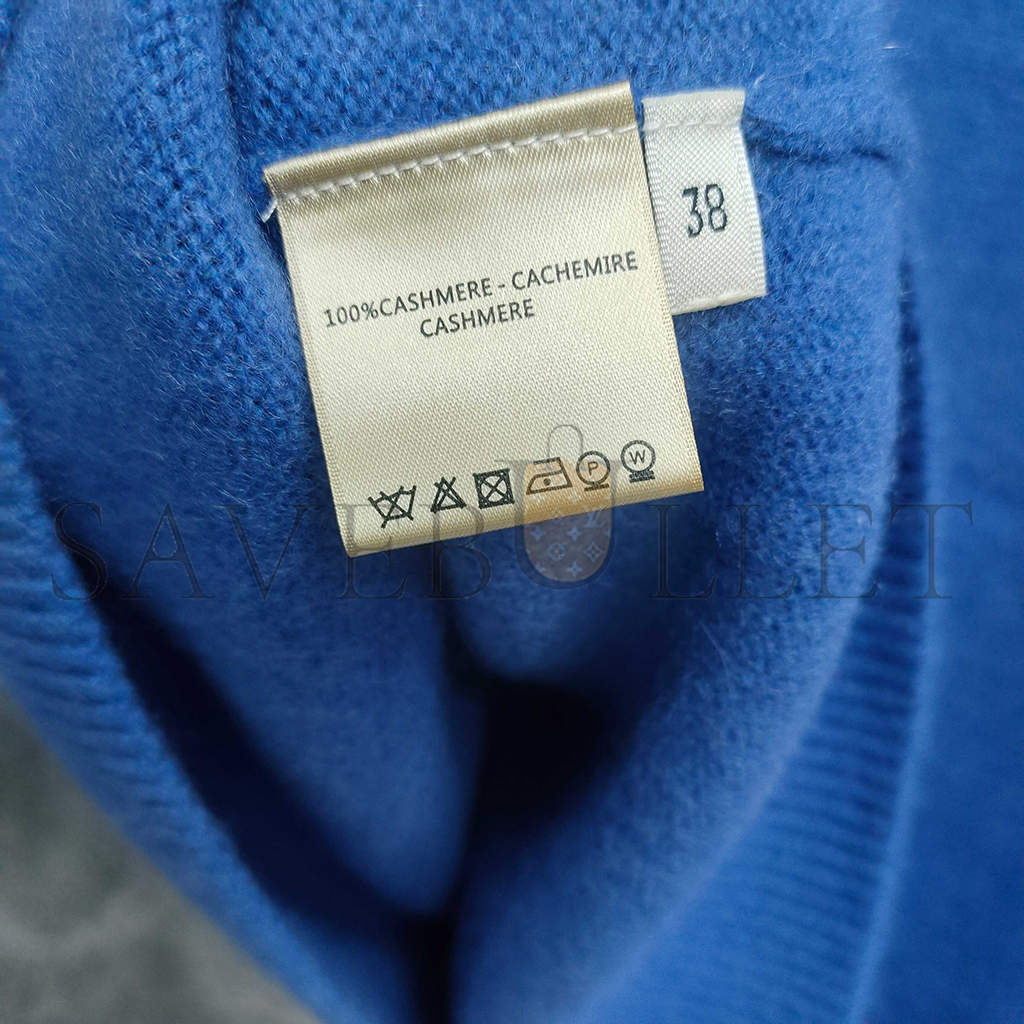 38
100%CASHMERE - CACHEMIRE
CASHMERE
P
W
SAVEBULLET